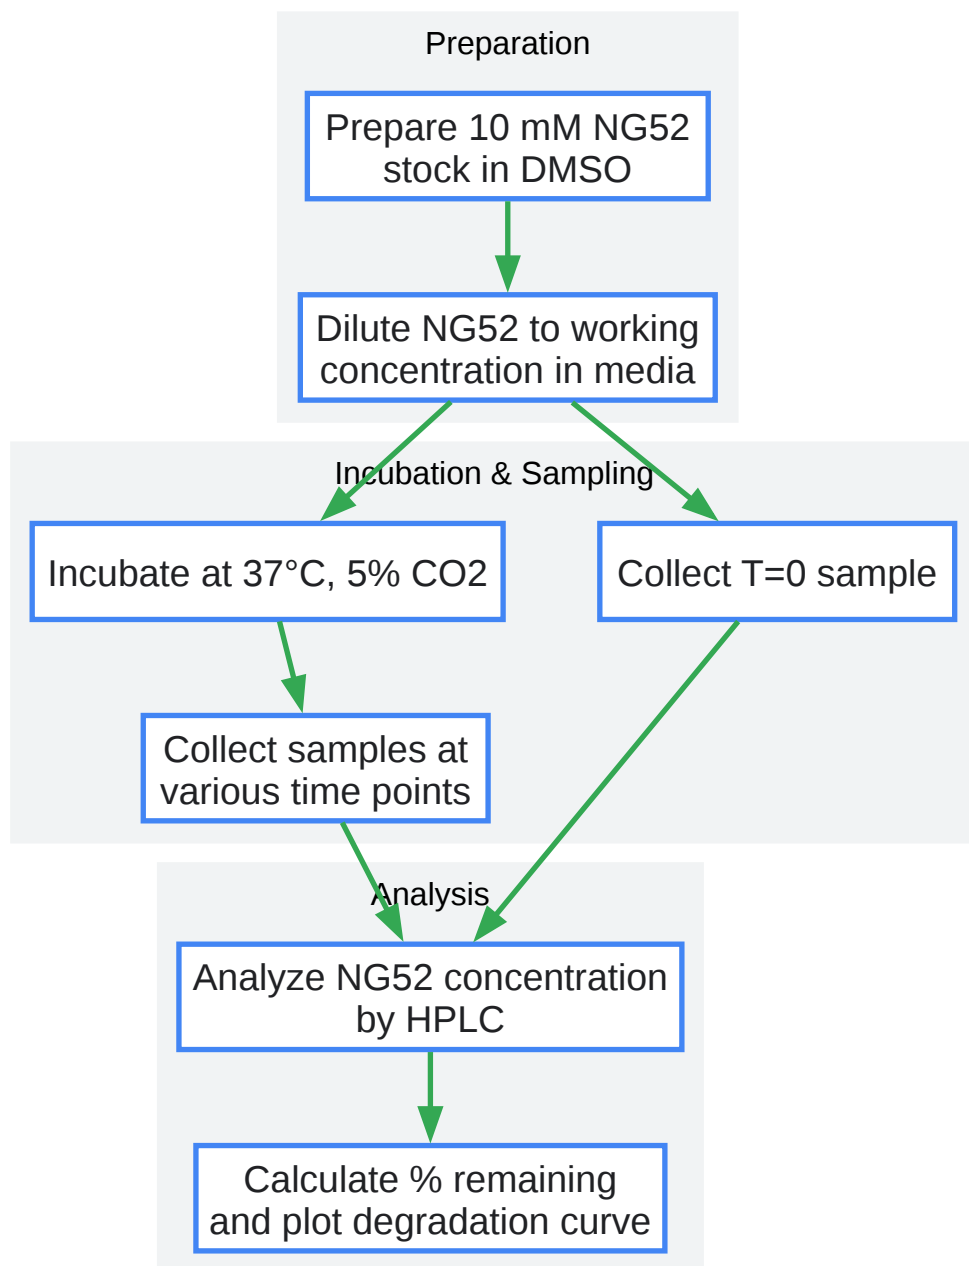 Preparation
Prepare 10 mM NG52
stock in DMSO
Dilute NG52 to working
concentration in media
Incubation & Sampling
Incubate at 37°C, 5% CO2
Collect T=0 sample
Collect samples at
various time points
Analysis
Analyze NG52 concentration
by HPLC
Calculate % remaining
and plot degradation curve